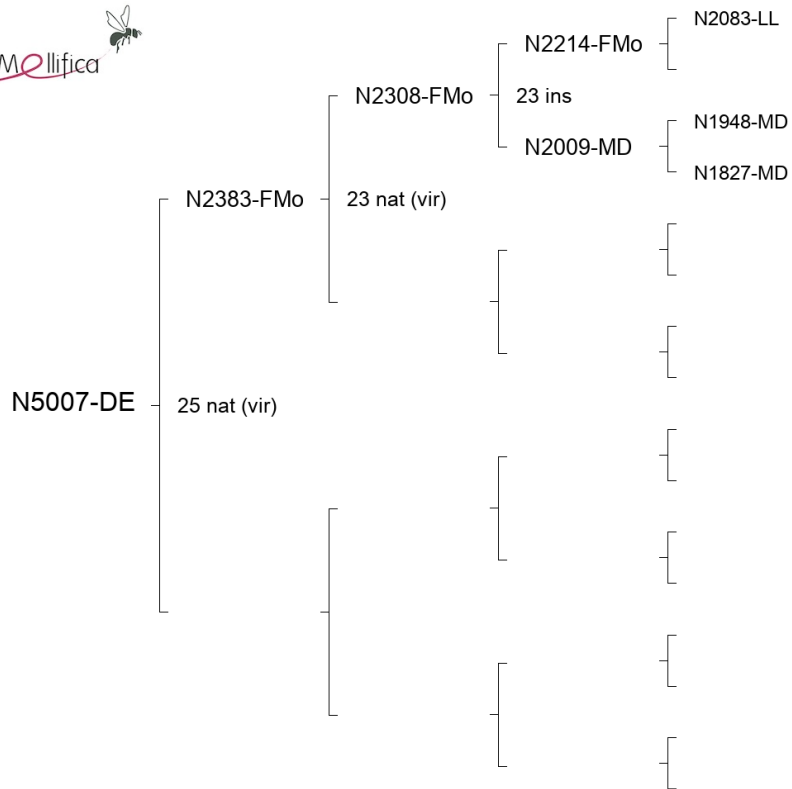 Mellifica
N2083-LL
N2214-FMo
N2308-FMo
23 ins
N1948-MD
N2009-MD
N1827-MD
N2383-FMo
23 nat (vir)
N5007-DE
25 nat (vir)